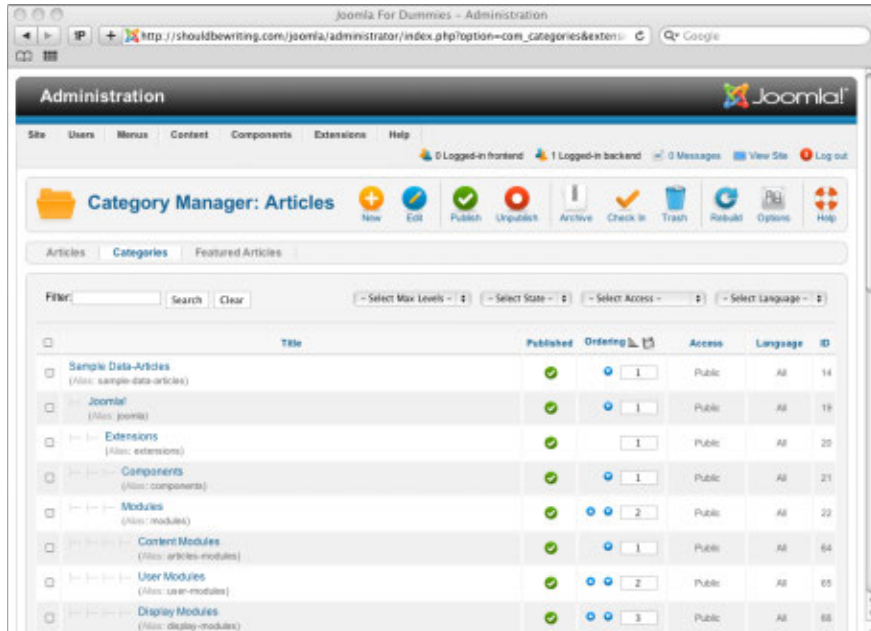 Joomla For Dummies – Administration
http://shouldbewriting.com/joomla/administrator/index.php?option=com_categories&extensi
Google
Administration
Joomla!
Site Users Menus Content Components Extensions Help
0 Logged-in frontend 1 Logged-in backend 0 Messages View Site Log out
Category Manager: Articles
New Edit Publish Unpublish Archive Check In Trash Rebuild Options Help
Articles Categories Featured Articles
Filter: Search Clear - Select Max Levels - - Select State - - Select Access - - Select Language -
Title Published Ordering Access Language ID
Sample Data-Articles 1 Public All 14
(Alias: sample-data-articles)
Joomla! 1 Public All 19
(Alias: joomla)
Extensions 1 Public All 20
(Alias: extensions)
Components 1 Public All 21
(Alias: components)
Modules 2 Public All 22
(Alias: modules)
Content Modules 1 Public All 64
(Alias: articles-modules)
User Modules 2 Public All 65
(Alias: user-modules)
Display Modules 3 Public All
(Alias: display-modules)